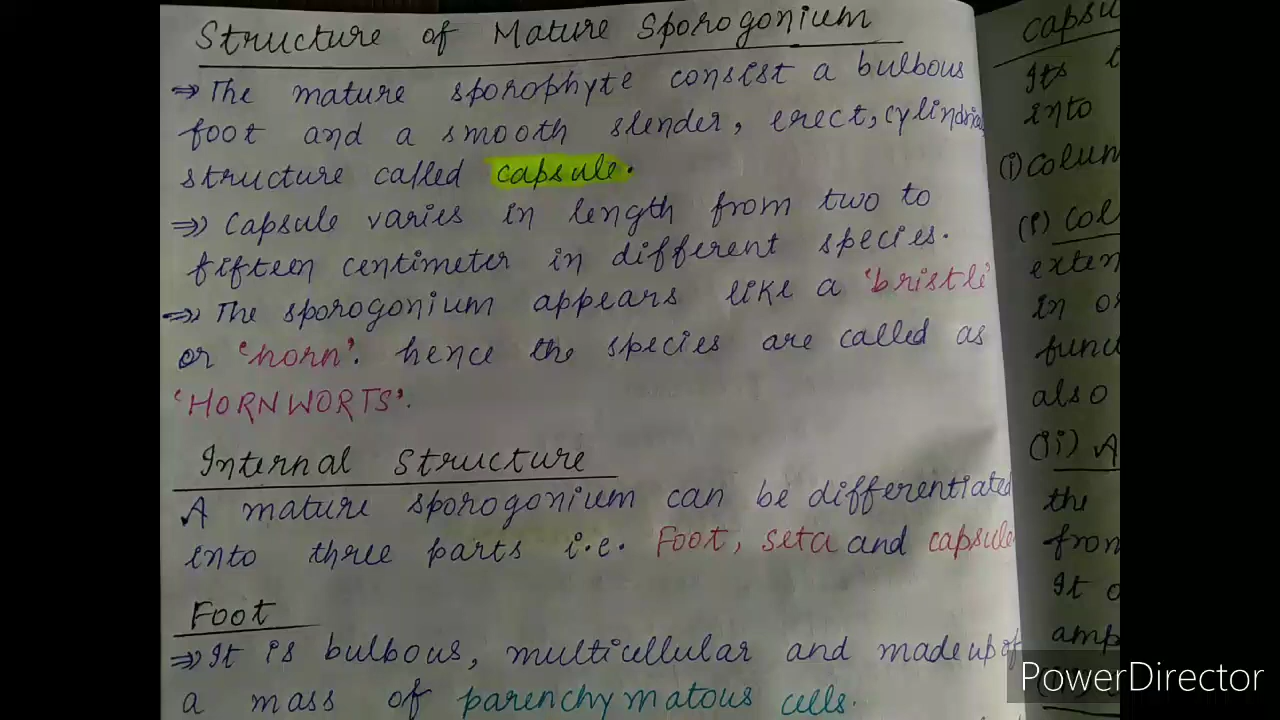 Structure of Mature Sporogonium
⇒ The mature sporophyte consist a bulbous
foot and a smooth slender, erect, cylindrical
structure called capsule.
⇒ Capsule varies in length from two to
fifteen centimeter in different species.
⇒ The sporogonium appears like a 'bristle'
or 'horn'. hence the species are called as
'HORNWORTS'.
Internal Structure
A mature sporogonium can be differentiated
into three parts i.e. Foot, seta and capsule
Foot
⇒ It is bulbous, multicellular and made up of
a mass of parenchymatous cells.
capsu
Its
into
(i) colum
(i) Col
exten
in o
func
also
(ii) A
the
from
It
amp
PowerDirector